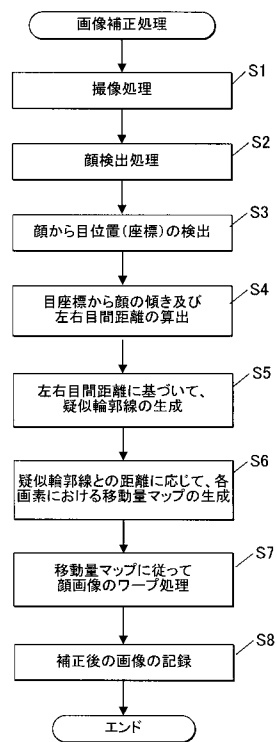 画像補正処理
S1
撮像処理
S2
顔検出処理
S3
顔から目位置(座標)の検出
S4
目座標から顔の傾き及び
左右目間距離の算出
S5
左右目間距離に基づいて、
疑似輪郭線の生成
S6
疑似輪郭線との距離に応じて、各
画素における移動量マップの生成
S7
移動量マップに従って
顔画像のワープ処理
S8
補正後の画像の記録
エンド